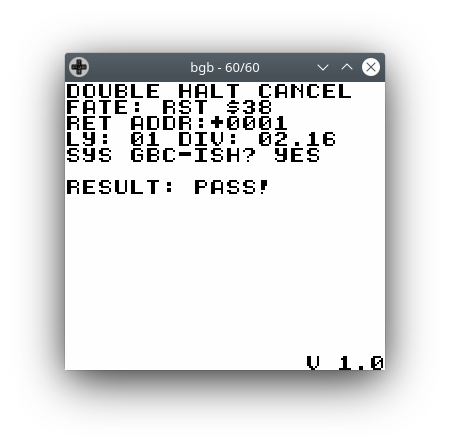 bgb - 60/60
DOUBLE HALT CANCEL
FATE: RST $38
RET ADDR:+0001
LY: 01 DIV: 02.16
SYS GBC-ISH? YES
RESULT: PASS!
V 1.0